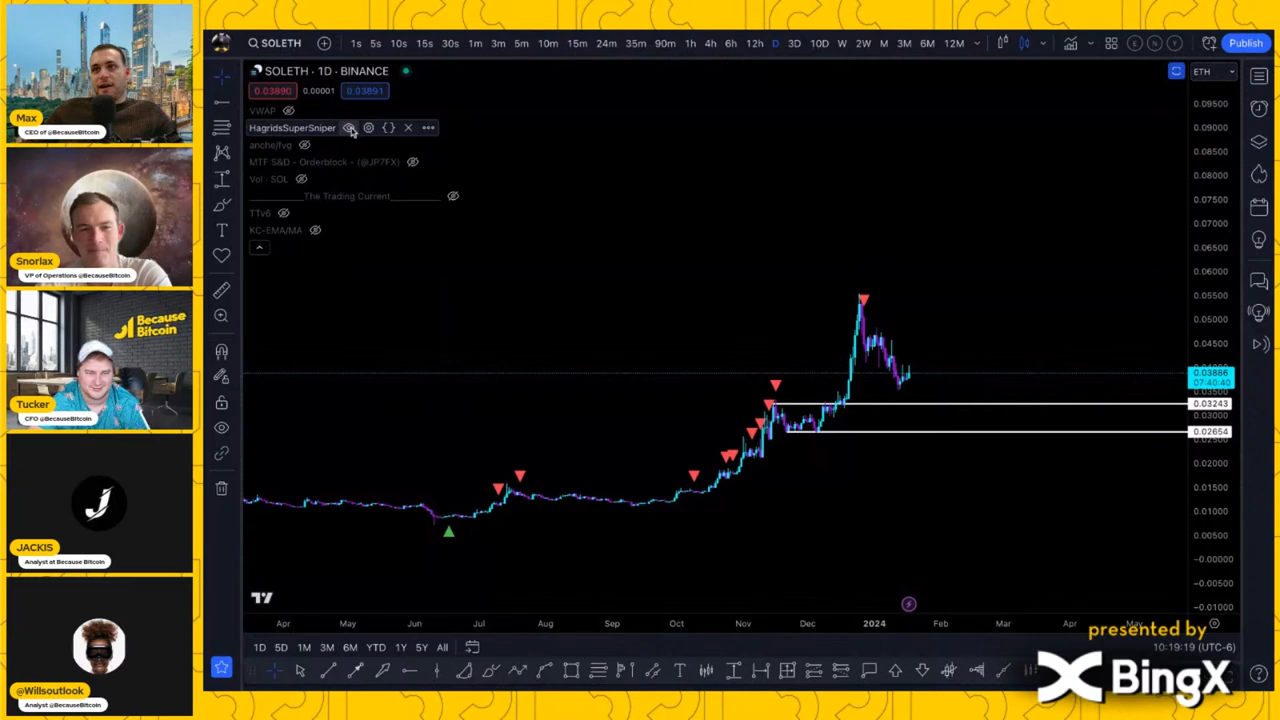 Max
CEO of @BecauseBitcoin
Snorlax
VP of Operations @BecauseBitcoin
Because
Bitcoin
Tucker
CFO @BecauseBitcoin
JACKIS
Analyst at Because Bitcoin
@Willsoutlook
Analyst @BecauseBitcoin
SOLETH
1s 5s 10s 15s 30s 1m 3m 5m 10m 15m 24m 35m 90m 1h 4h 6h 12h D 3D 10D W 2W M 3M 6M 12M
E N Y
Publish
SOLETH · 1D · BINANCE
ETH
0.03890 0.00001 0.03891
VWAP
HagridsSuperSniper
anche/fvg
MTF S&D - Orderblock - (@JP7FX)
Vol · SOL
The Trading Current
TTv6
KC-EMA/MA
0.09500
0.09000
0.08500
0.08000
0.07500
0.07000
0.06500
0.06000
0.05500
0.05000
0.04500
0.03886
07:40:40
0.03243
0.03000
0.02654
0.02000
0.01500
0.01000
0.00500
−0.00000
−0.00500
−0.01000
Apr May Jun Jul Aug Sep Oct Nov Dec 2024 Feb Mar Apr May
1D 5D 1M 3M 6M YTD 1Y 5Y All
10:19:19 (UTC-6)
presented by
BingX